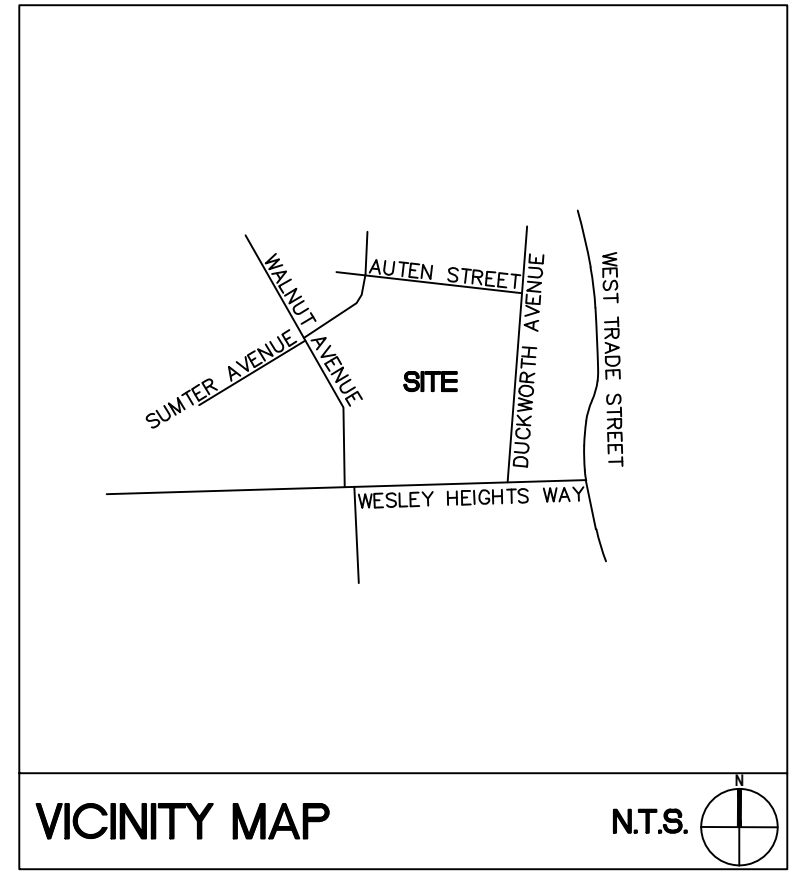 AUTEN STREET
WALNUT AVENUE
SUMTER AVENUE
SITE
DUCKWORTH AVENUE
WEST TRADE STREET
WESLEY HEIGHTS WAY
VICINITY MAP
N.T.S.
N